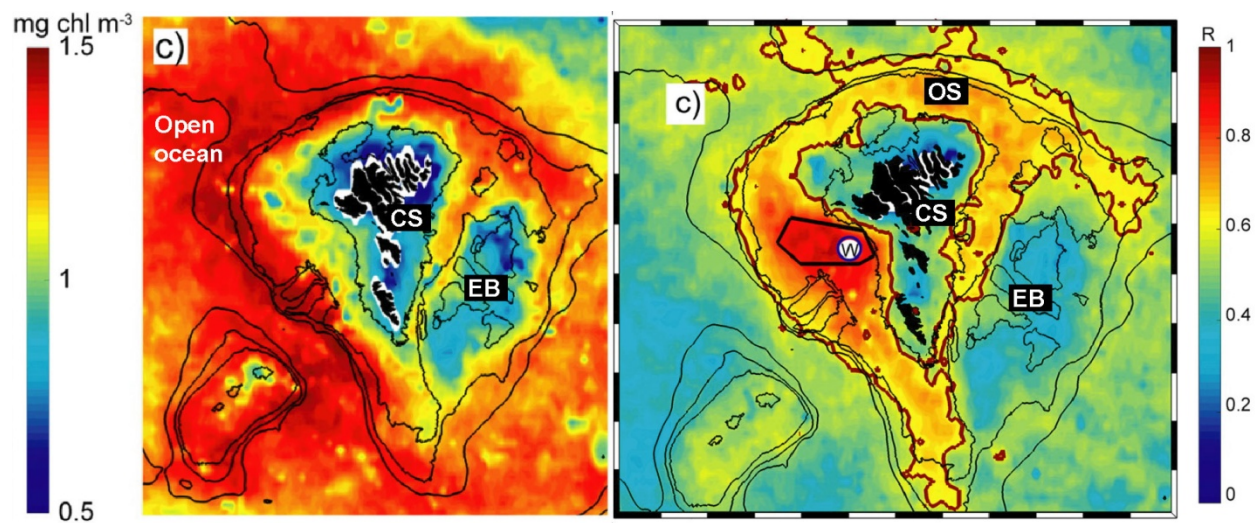 mg chl m⁻³
1.5
1
0.5
c)
Open
ocean
CS
EB
c)
OS
CS
W
EB
R
1
0.8
0.6
0.4
0.2
0